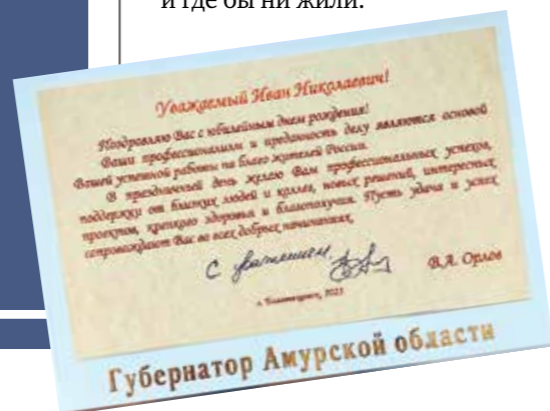 и где бы ни жили.
Уважаемый Иван Николаевич!
Поздравляю Вас с юбилейным днем рождения!
Ваши профессионализм и преданность делу являются основой
Вашей успешной работы на благо жителей России.
В праздничный день желаю Вам профессиональных успехов,
поддержки от близких людей и коллег, новых решений, интересных
проектов, крепкого здоровья и благополучия. Пусть удача и успех
сопровождают Вас во всех добрых начинаниях.
С уважением,
В.А. Орлов
г. Благовещенск, 2023
Губернатор Амурской области